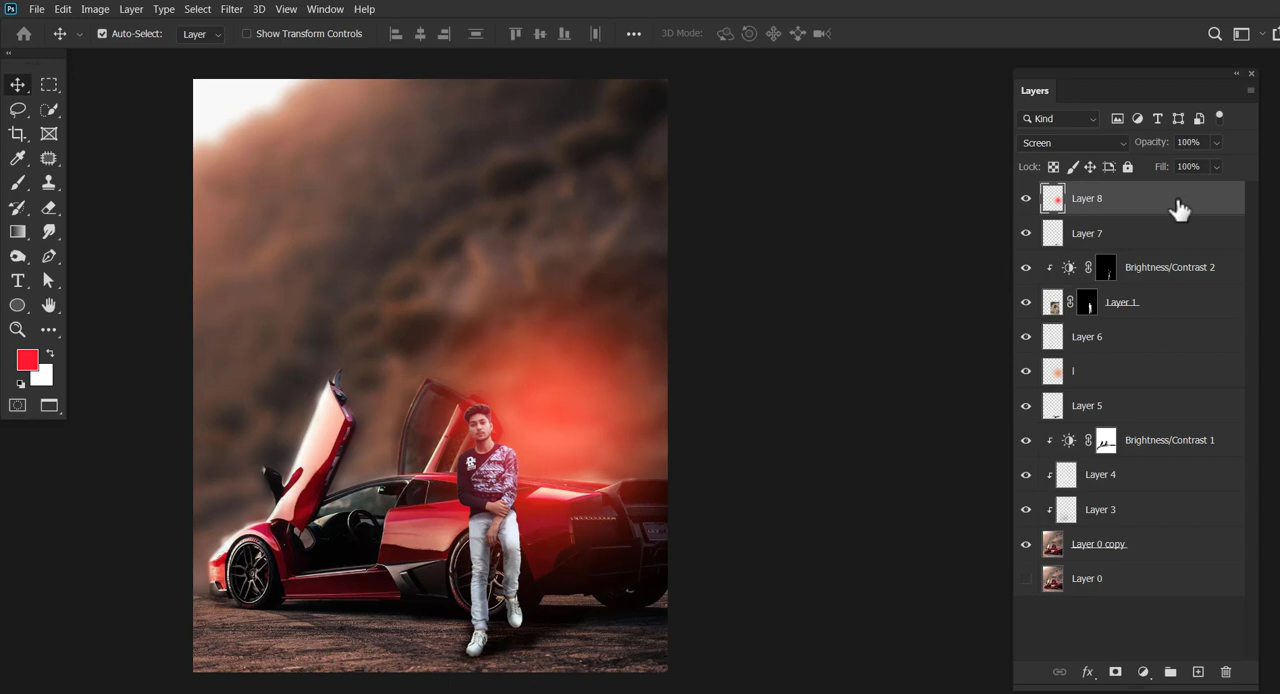 Ps File Edit Image Layer Type Select Filter 3D View Window Help
Auto-Select: Layer Show Transform Controls 3D Mode:
Layers
Kind
Screen Opacity: 100%
Lock: Fill: 100%
Layer 8
Layer 7
Brightness/Contrast 2
Layer 1
Layer 6
l
Layer 5
Brightness/Contrast 1
Layer 4
Layer 3
Layer 0 copy
Layer 0
fx